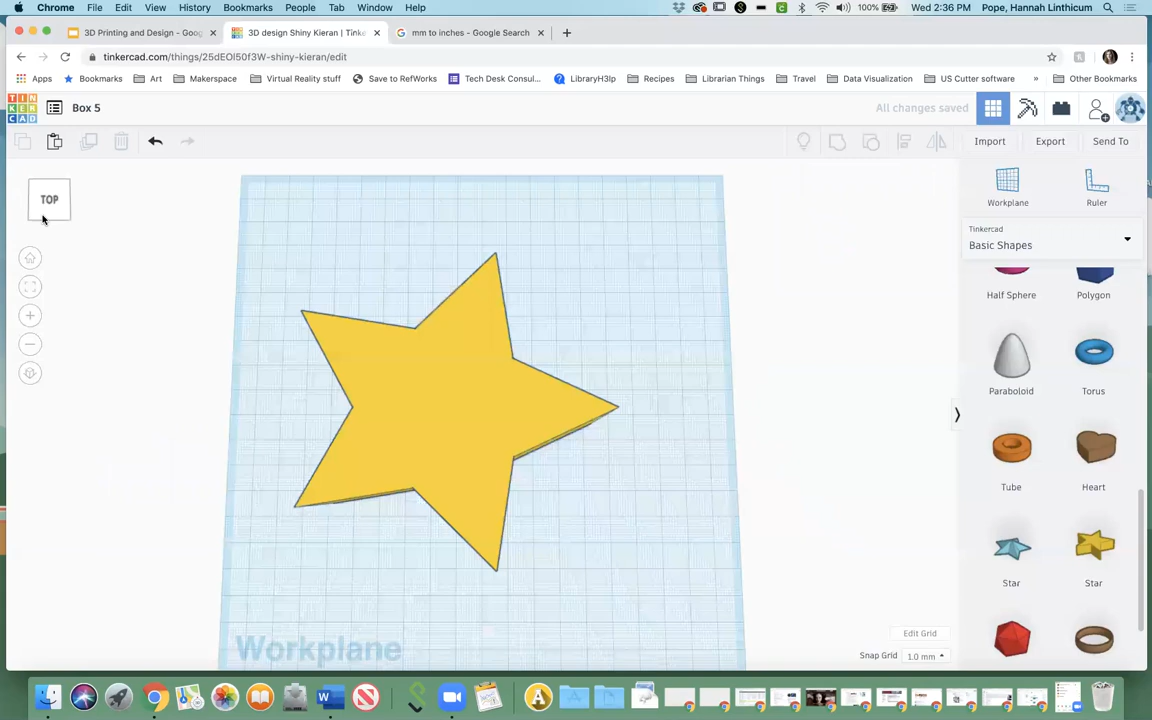 Chrome File Edit View History Bookmarks People Tab Window Help 100% Wed 2:36 PM Pope, Hannah Linthicum
3D Printing and Design - Goog × 3D design Shiny Kieran | Tinke × mm to inches - Google Search ×
tinkercad.com/things/25dEOl50f3W-shiny-kieran/edit
Apps Bookmarks Art Makerspace Virtual Reality stuff Save to RefWorks Tech Desk Consul... LibraryH3lp Recipes Librarian Things Travel Data Visualization US Cutter software » Other Bookmarks
TIN
KER
CAD
Box 5 All changes saved
Import Export Send To
TOP
Workplane Ruler
Tinkercad
Basic Shapes
Half Sphere Polygon
Paraboloid Torus
Tube Heart
Star Star
Edit Grid
Snap Grid 1.0 mm
Workplane